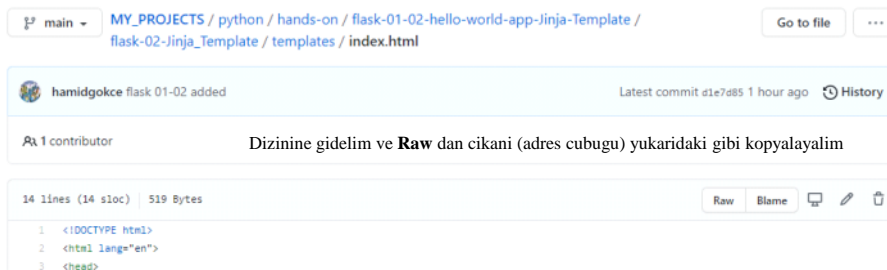 main MY_PROJECTS / python / hands-on / flask-01-02-hello-world-app-Jinja-Template / Go to file ...
flask-02-Jinja_Template / templates / index.html
hamidgokce flask 01-02 added Latest commit d1e7d85 1 hour ago History
1 contributor
Dizinine gidelim ve Raw dan cikani (adres cubugu) yukaridaki gibi kopyalayalim
14 lines (14 sloc) 519 Bytes Raw Blame
1 <!DOCTYPE html>
2 <html lang="en">
3 <head>